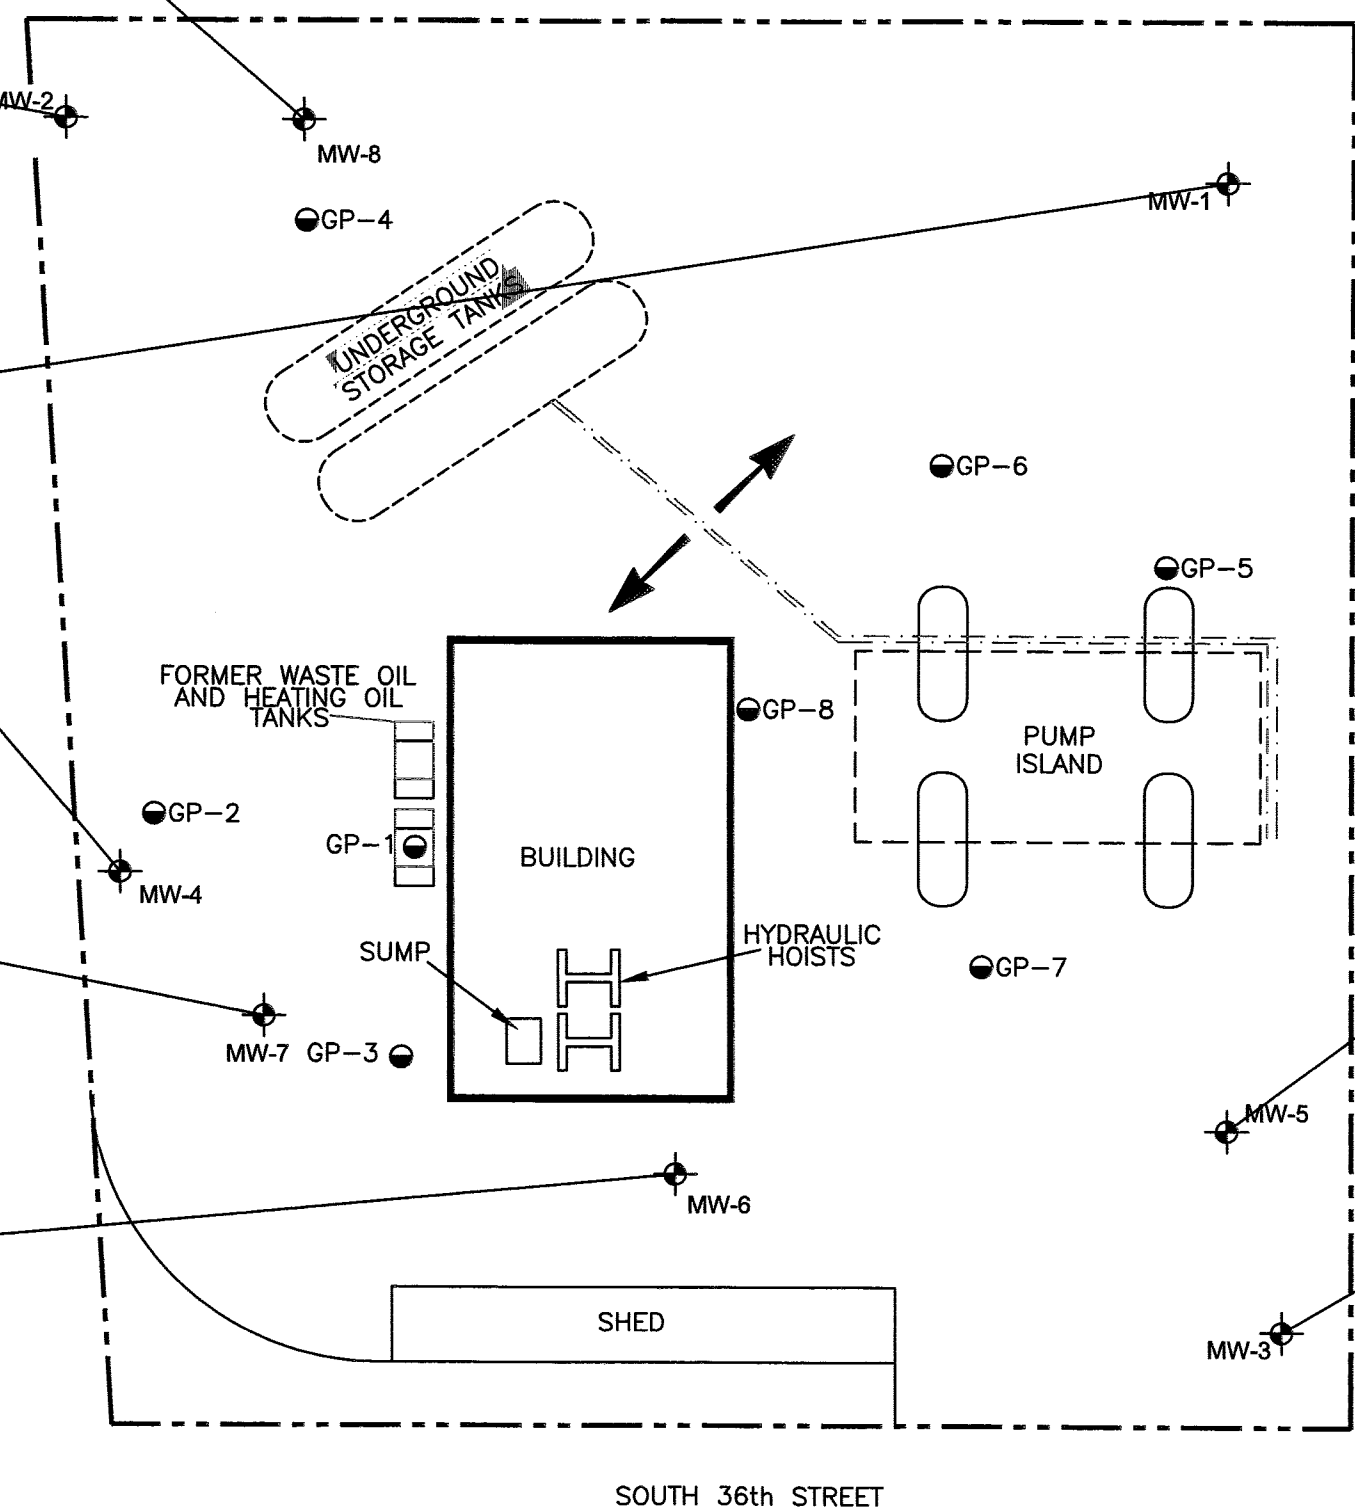 MW-2
MW-8
MW-1
GP-4
UNDERGROUND
STORAGE TANKS
GP-6
GP-5
FORMER WASTE OIL
AND HEATING OIL
TANKS
GP-8
PUMP
ISLAND
GP-2
GP-1
BUILDING
MW-4
SUMP
HYDRAULIC
HOISTS
GP-7
MW-7
GP-3
MW-5
MW-6
SHED
MW-3
SOUTH 36th STREET